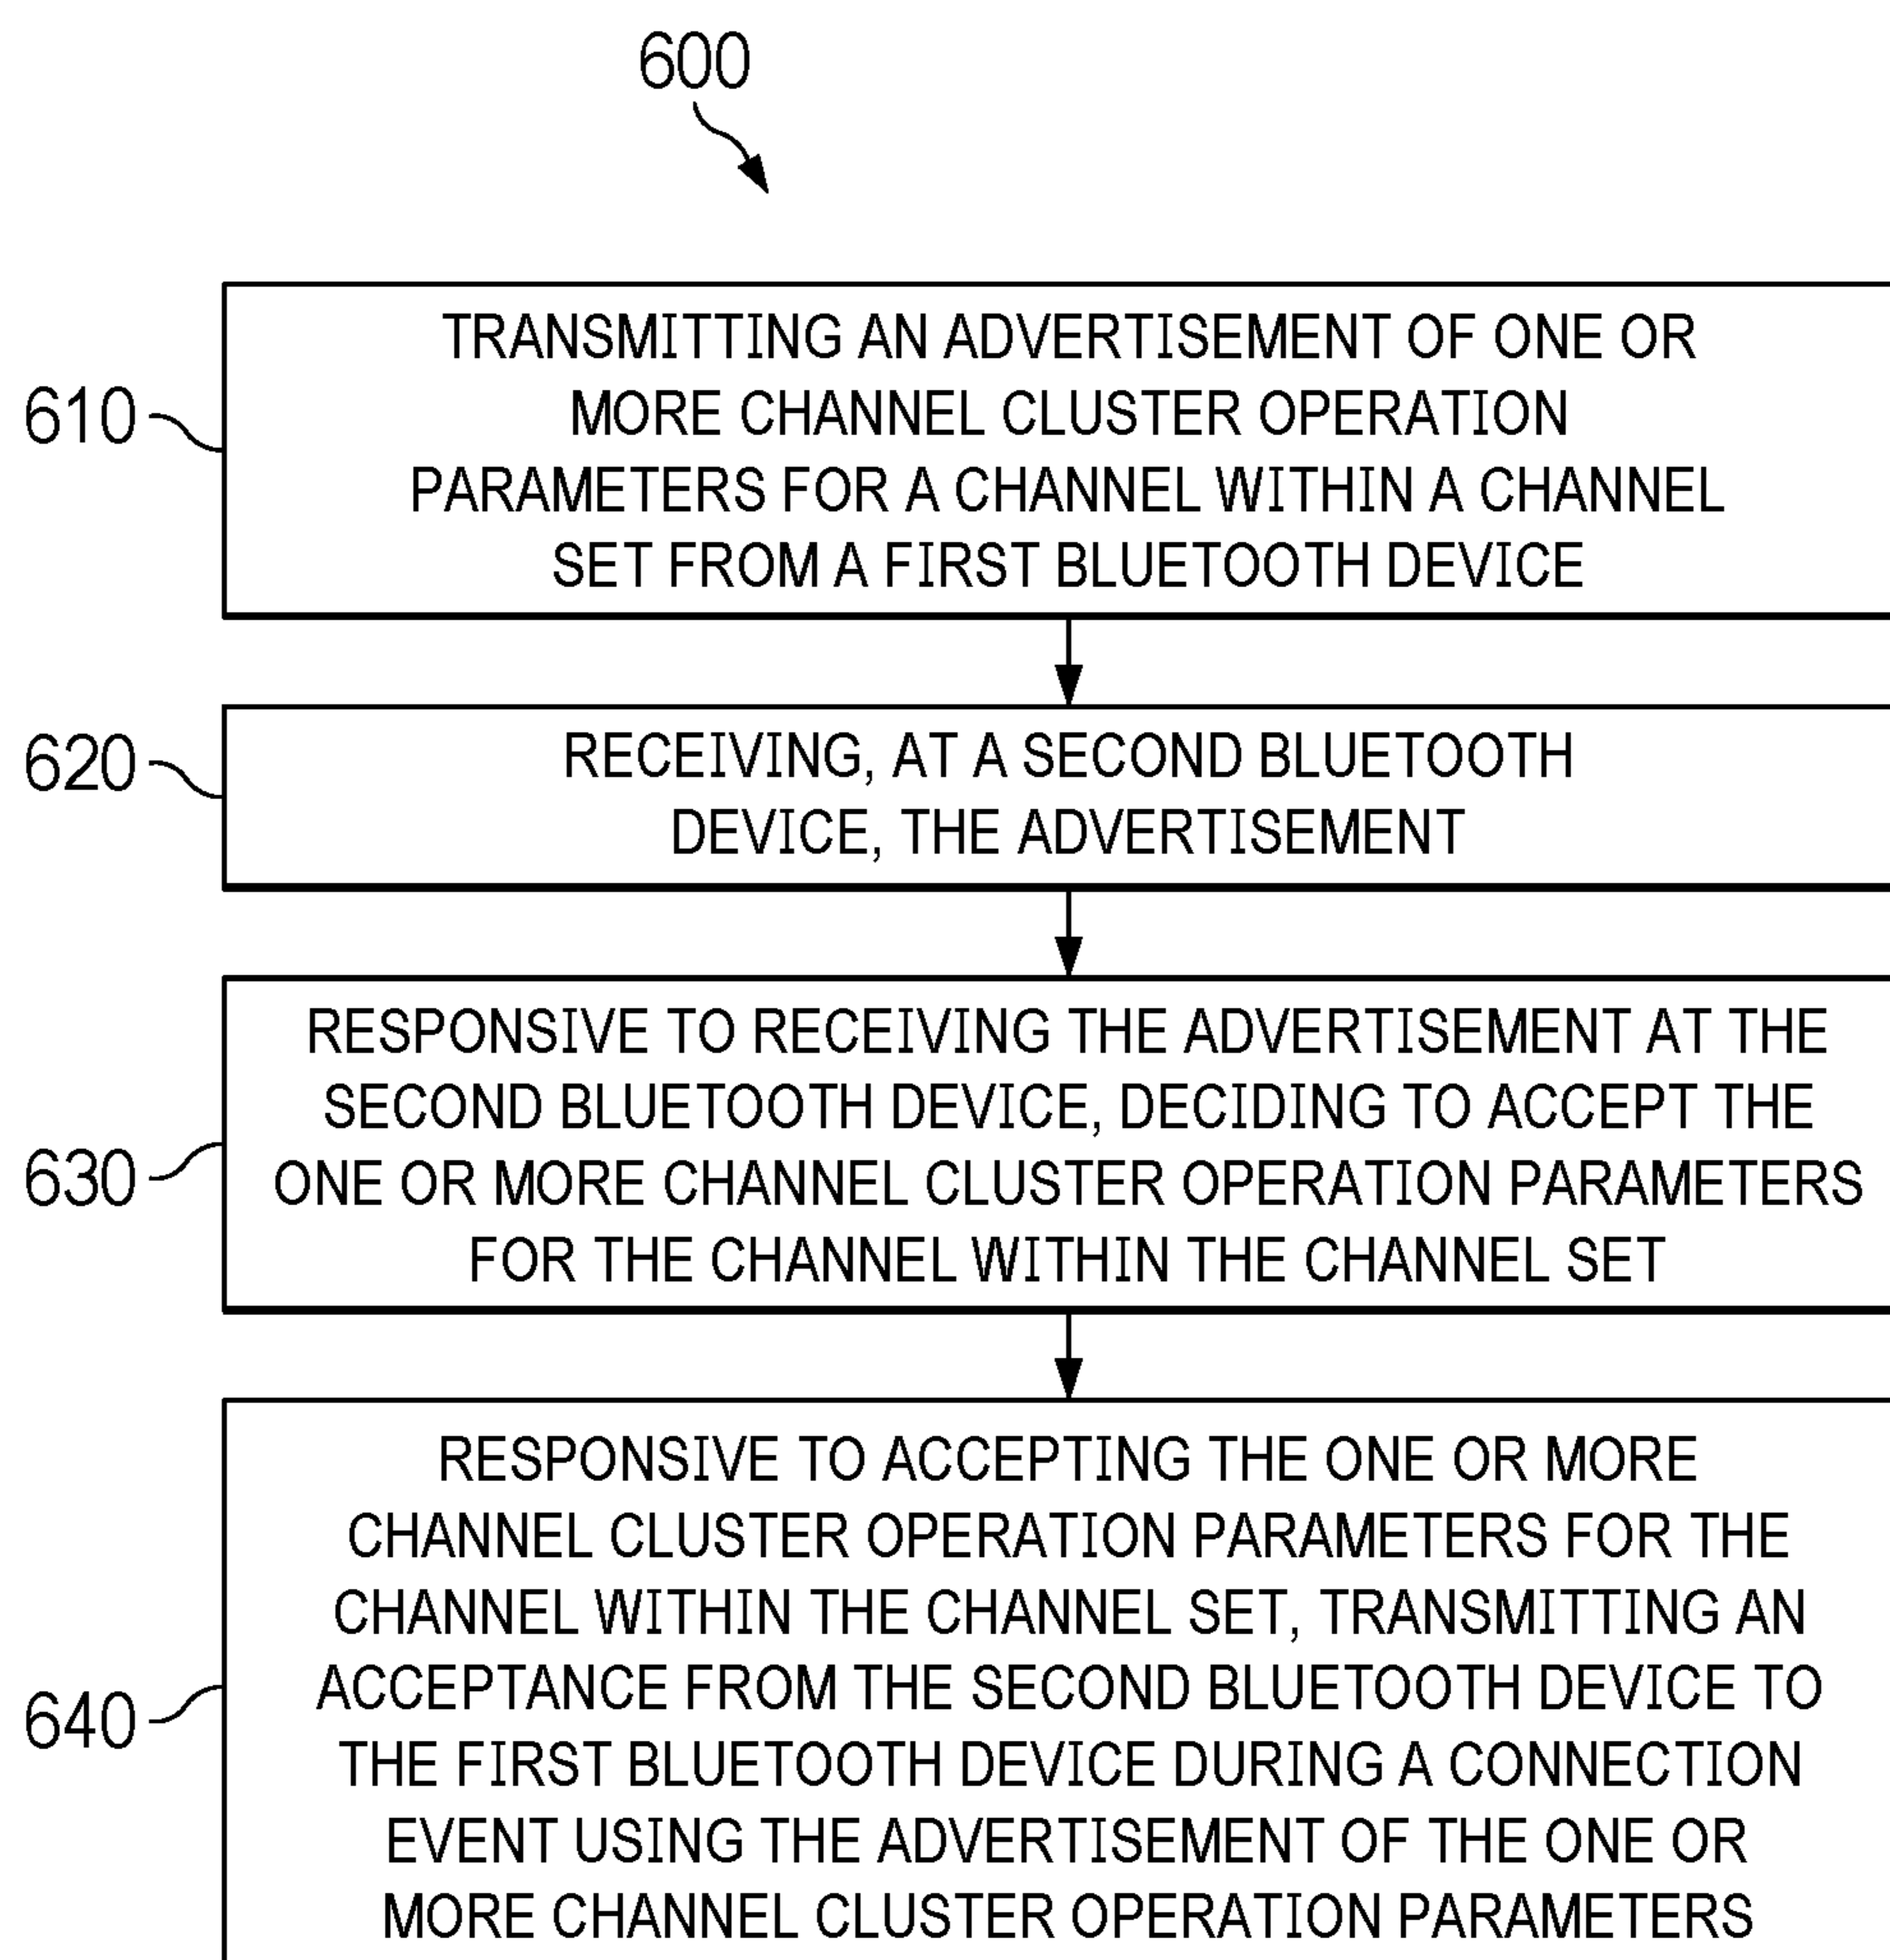 600
610
TRANSMITTING AN ADVERTISEMENT OF ONE OR
MORE CHANNEL CLUSTER OPERATION
PARAMETERS FOR A CHANNEL WITHIN A CHANNEL
SET FROM A FIRST BLUETOOTH DEVICE
620
RECEIVING, AT A SECOND BLUETOOTH
DEVICE, THE ADVERTISEMENT
630
RESPONSIVE TO RECEIVING THE ADVERTISEMENT AT THE
SECOND BLUETOOTH DEVICE, DECIDING TO ACCEPT THE
ONE OR MORE CHANNEL CLUSTER OPERATION PARAMETERS
FOR THE CHANNEL WITHIN THE CHANNEL SET
640
RESPONSIVE TO ACCEPTING THE ONE OR MORE
CHANNEL CLUSTER OPERATION PARAMETERS FOR THE
CHANNEL WITHIN THE CHANNEL SET, TRANSMITTING AN
ACCEPTANCE FROM THE SECOND BLUETOOTH DEVICE TO
THE FIRST BLUETOOTH DEVICE DURING A CONNECTION
EVENT USING THE ADVERTISEMENT OF THE ONE OR
MORE CHANNEL CLUSTER OPERATION PARAMETERS